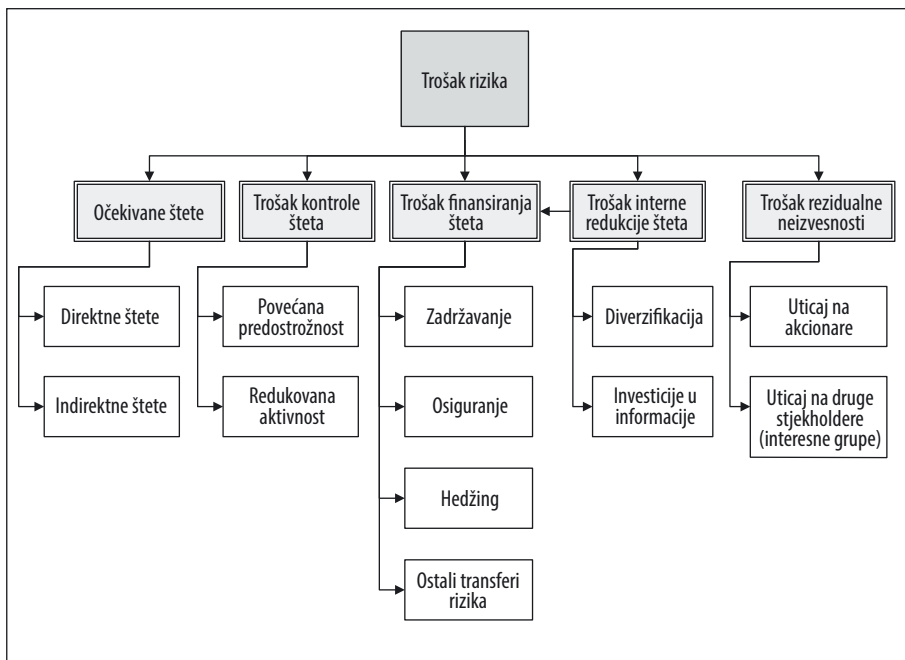 Trošak rizika
Očekivane štete
Trošak kontrole
šteta
Trošak finansiranja
šteta
Trošak interne
redukcije šteta
Trošak rezidualne
neizvesnosti
Direktne štete
Indirektne štete
Povećana
predostrožnost
Redukovana
aktivnost
Zadržavanje
Osiguranje
Hedžing
Ostali transferi
rizika
Diverzifikacija
Investicije u
informacije
Uticaj na
akcionare
Uticaj na druge
stjekholdere
(interesne grupe)